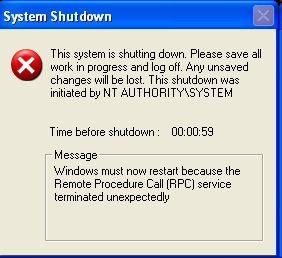 System Shutdown
This system is shutting down. Please save all
work in progress and log off. Any unsaved
changes will be lost. This shutdown was
initiated by NT AUTHORITY\SYSTEM
Time before shutdown : 00:00:59
Message
Windows must now restart because the
Remote Procedure Call (RPC) service
terminated unexpectedly